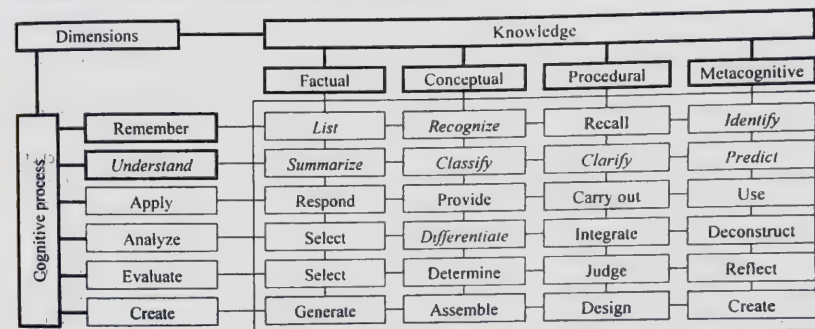 Dimensions
Knowledge
Factual Conceptual Procedural Metacognitive
Cognitive process
Remember List Recognize Recall Identify
Understand Summarize Classify Clarify Predict
Apply Respond Provide Carry out Use
Analyze Select Differentiate Integrate Deconstruct
Evaluate Select Determine Judge Reflect
Create Generate Assemble Design Create